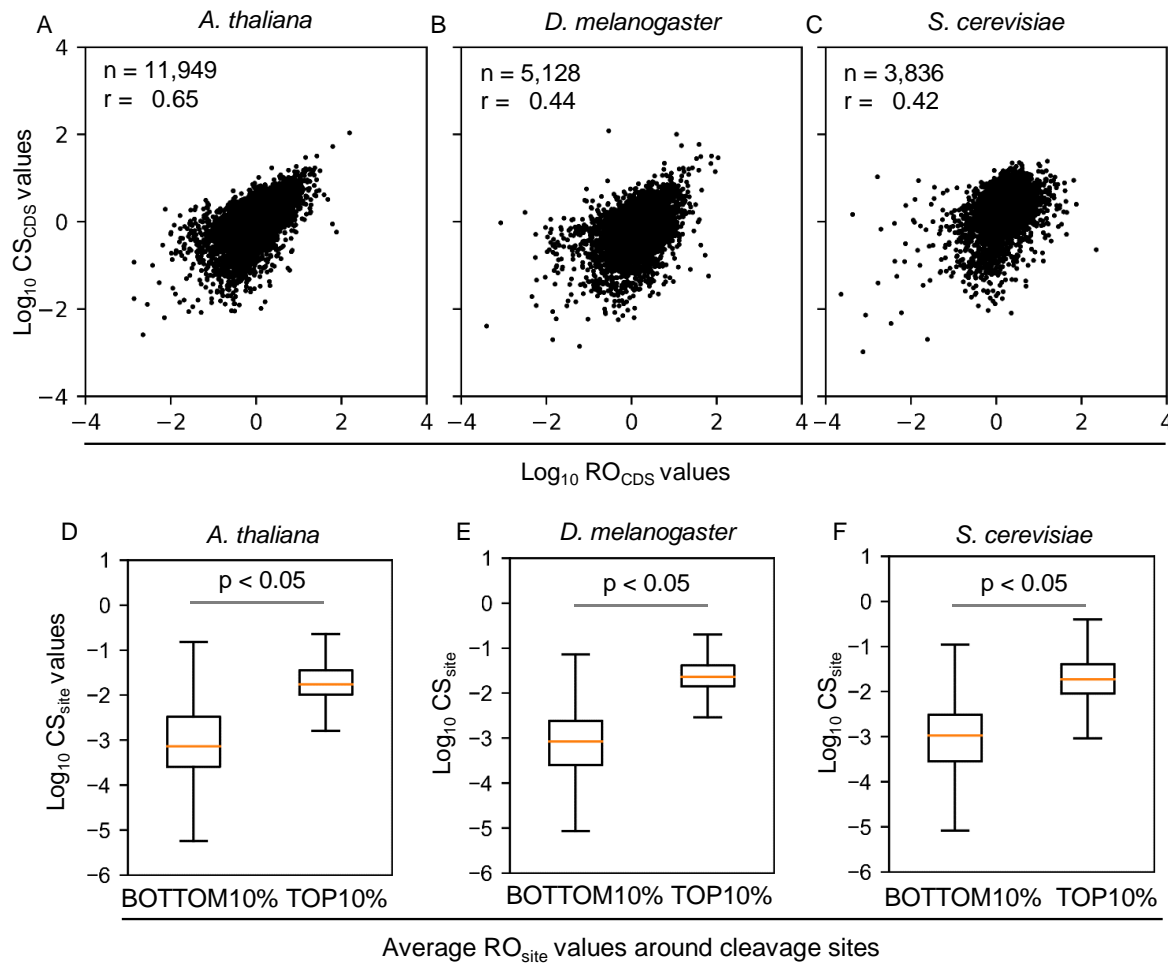 A A. thaliana B D. melanogaster C S. cerevisiae
n = 11,949
r = 0.65
n = 5,128
r = 0.44
n = 3,836
r = 0.42
Log10 CSCDS values
4
2
0
−2
−4
−4 −2 0 2 4
−4 −2 0 2 4
−4 −2 0 2 4
Log10 ROCDS values
D A. thaliana E D. melanogaster F S. cerevisiae
p < 0.05
p < 0.05
p < 0.05
Log10 CSsite values
1
0
−1
−2
−3
−4
−5
−6
BOTTOM10% TOP10%
Log10 CSsite
1
0
−1
−2
−3
−4
−5
−6
BOTTOM10% TOP10%
Log10 CSsite
1
0
−1
−2
−3
−4
−5
−6
BOTTOM10% TOP10%
Average ROsite values around cleavage sites